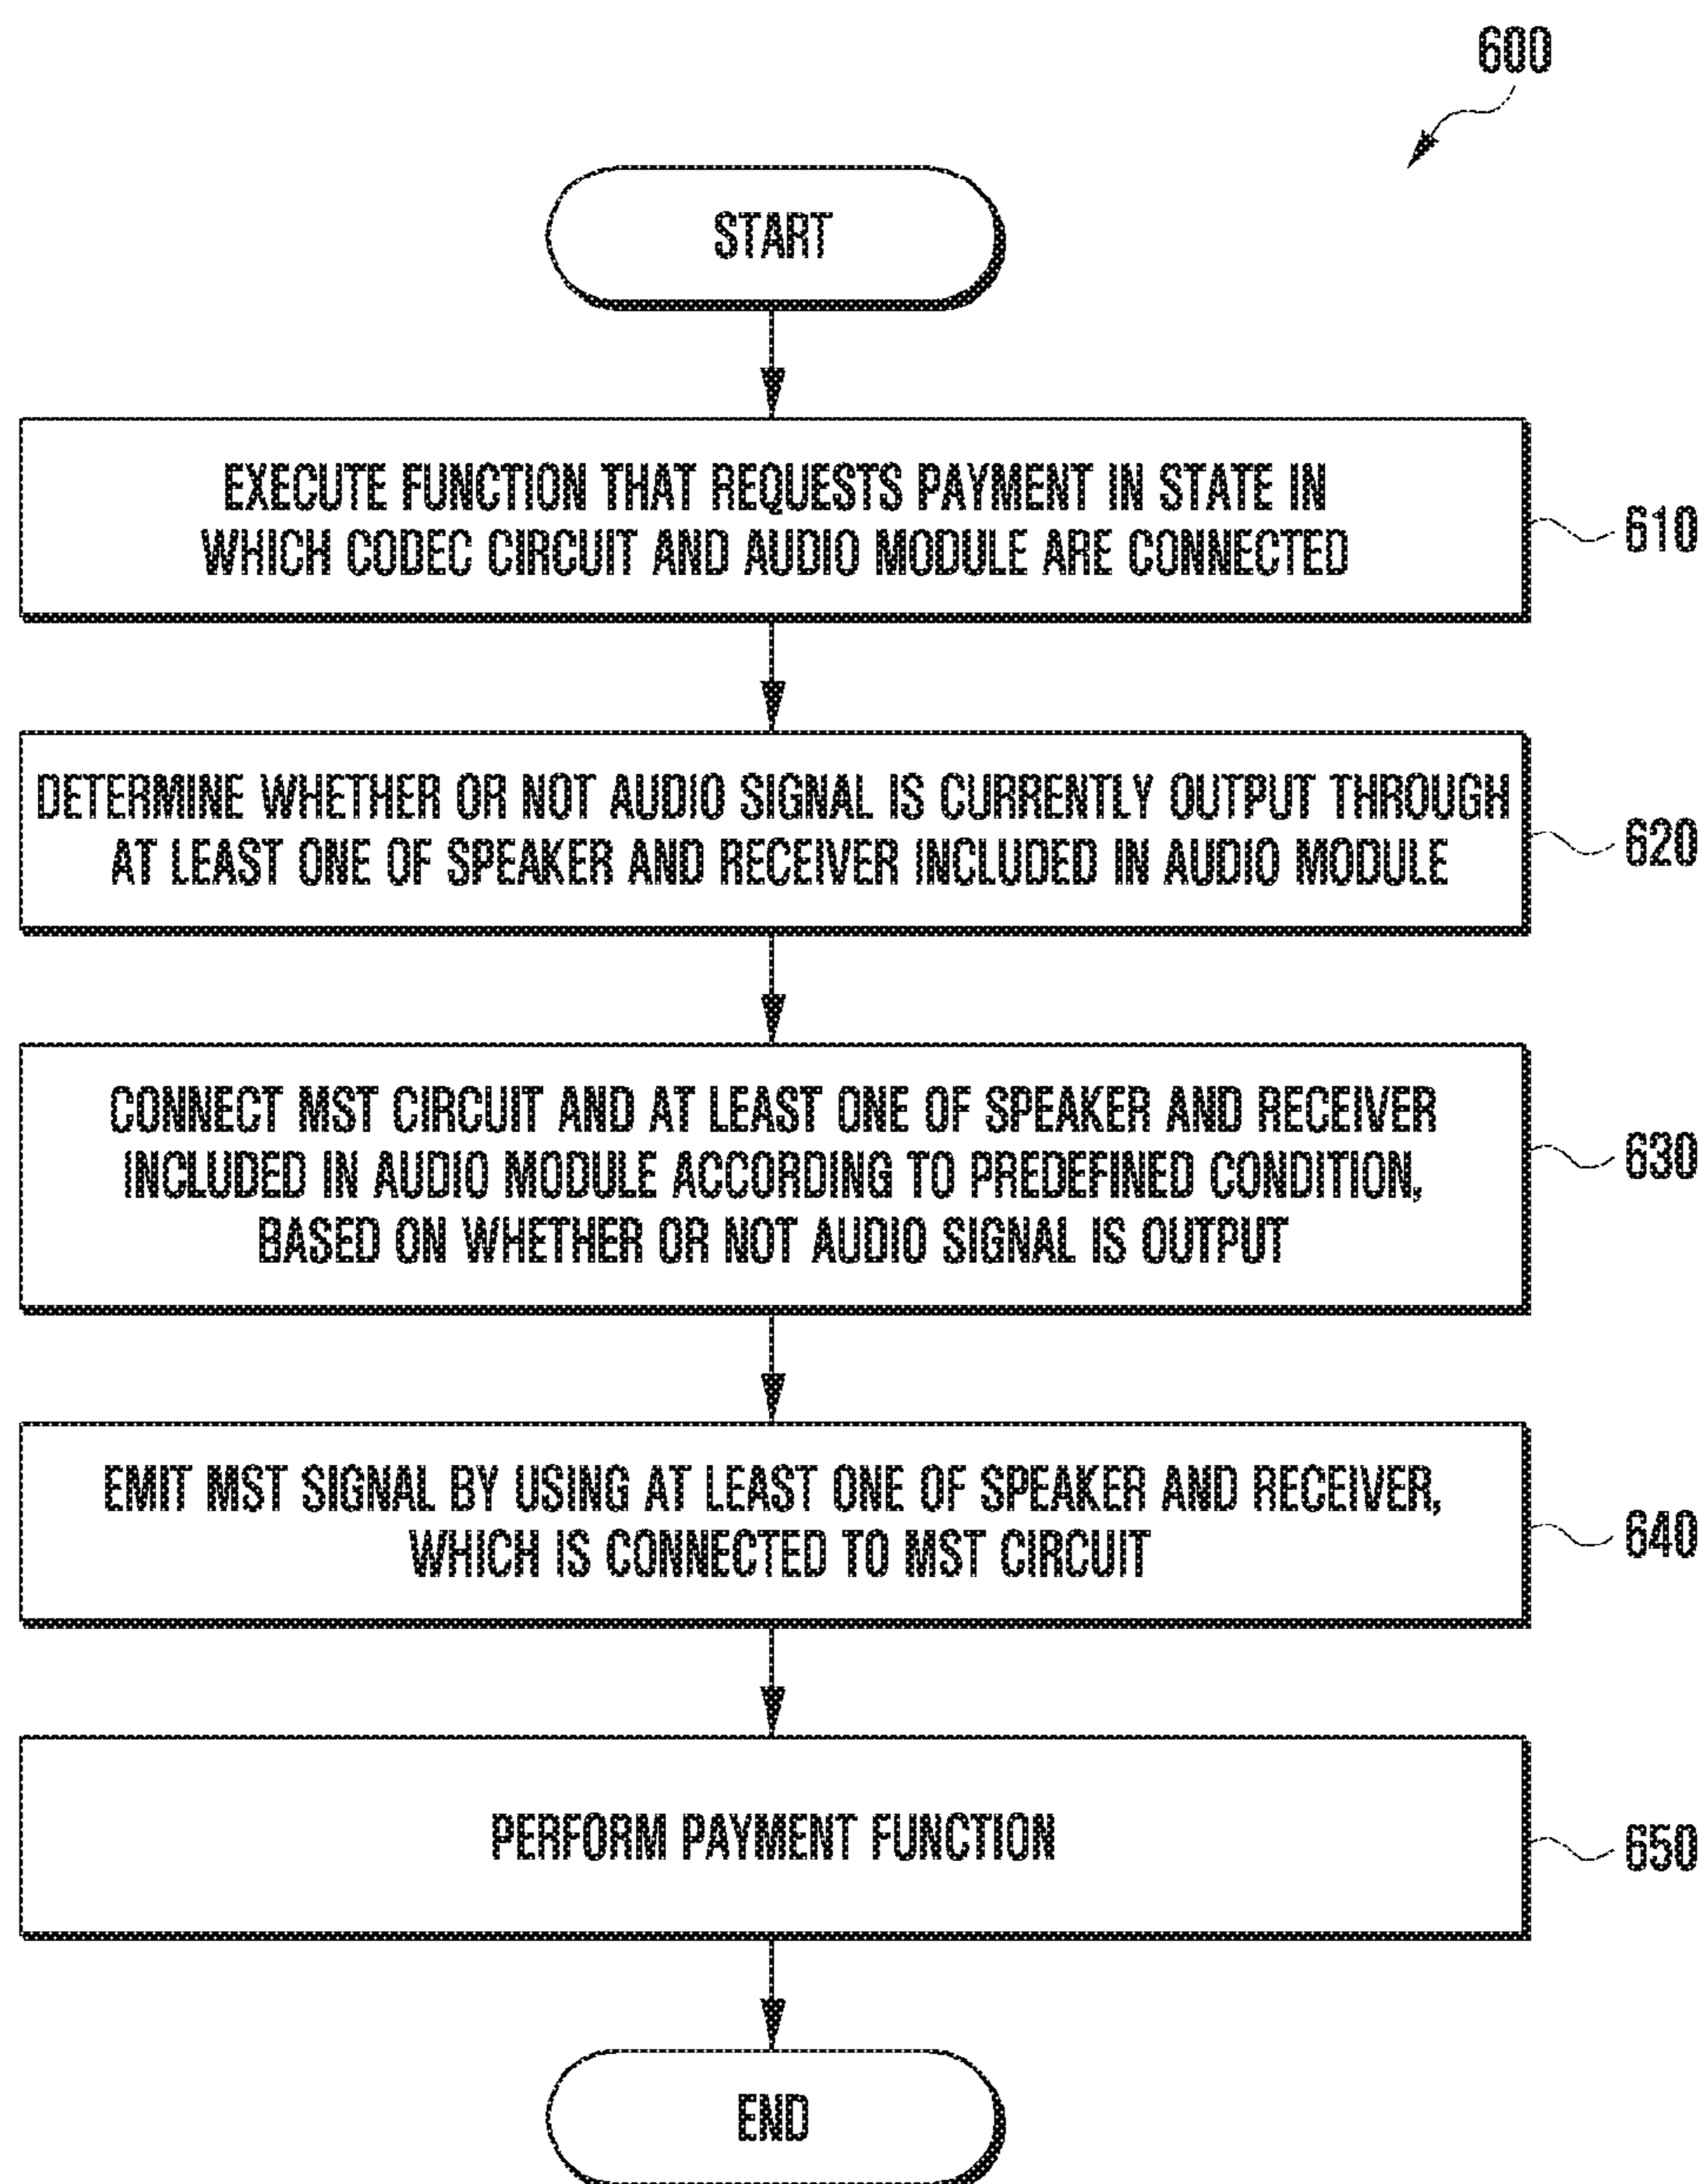 600
START
EXECUTE FUNCTION THAT REQUESTS PAYMENT IN STATE IN
WHICH CODEC CIRCUIT AND AUDIO MODULE ARE CONNECTED
610
DETERMINE WHETHER OR NOT AUDIO SIGNAL IS CURRENTLY OUTPUT THROUGH
AT LEAST ONE OF SPEAKER AND RECEIVER INCLUDED IN AUDIO MODULE
620
CONNECT MST CIRCUIT AND AT LEAST ONE OF SPEAKER AND RECEIVER
INCLUDED IN AUDIO MODULE ACCORDING TO PREDEFINED CONDITION,
BASED ON WHETHER OR NOT AUDIO SIGNAL IS OUTPUT
630
EMIT MST SIGNAL BY USING AT LEAST ONE OF SPEAKER AND RECEIVER,
WHICH IS CONNECTED TO MST CIRCUIT
640
PERFORM PAYMENT FUNCTION
650
END